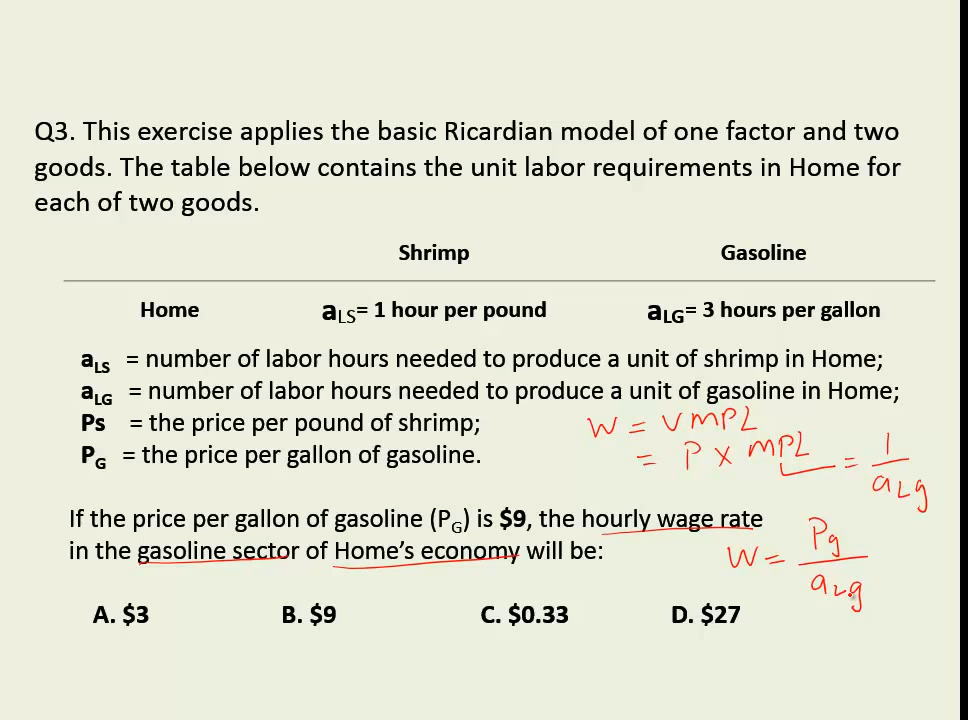 Q3. This exercise applies the basic Ricardian model of one factor and two
goods. The table below contains the unit labor requirements in Home for
each of two goods.
Shrimp Gasoline
Home aLS= 1 hour per pound aLG= 3 hours per gallon
aLS = number of labor hours needed to produce a unit of shrimp in Home;
aLG = number of labor hours needed to produce a unit of gasoline in Home;
Ps = the price per pound of shrimp;
W = VMPL
PG = the price per gallon of gasoline.
= P x MPL = 1/aLg
If the price per gallon of gasoline (PG) is $9, the hourly wage rate
in the gasoline sector of Home's economy will be:
W = Pg/aLg
A. $3 B. $9 C. $0.33 D. $27